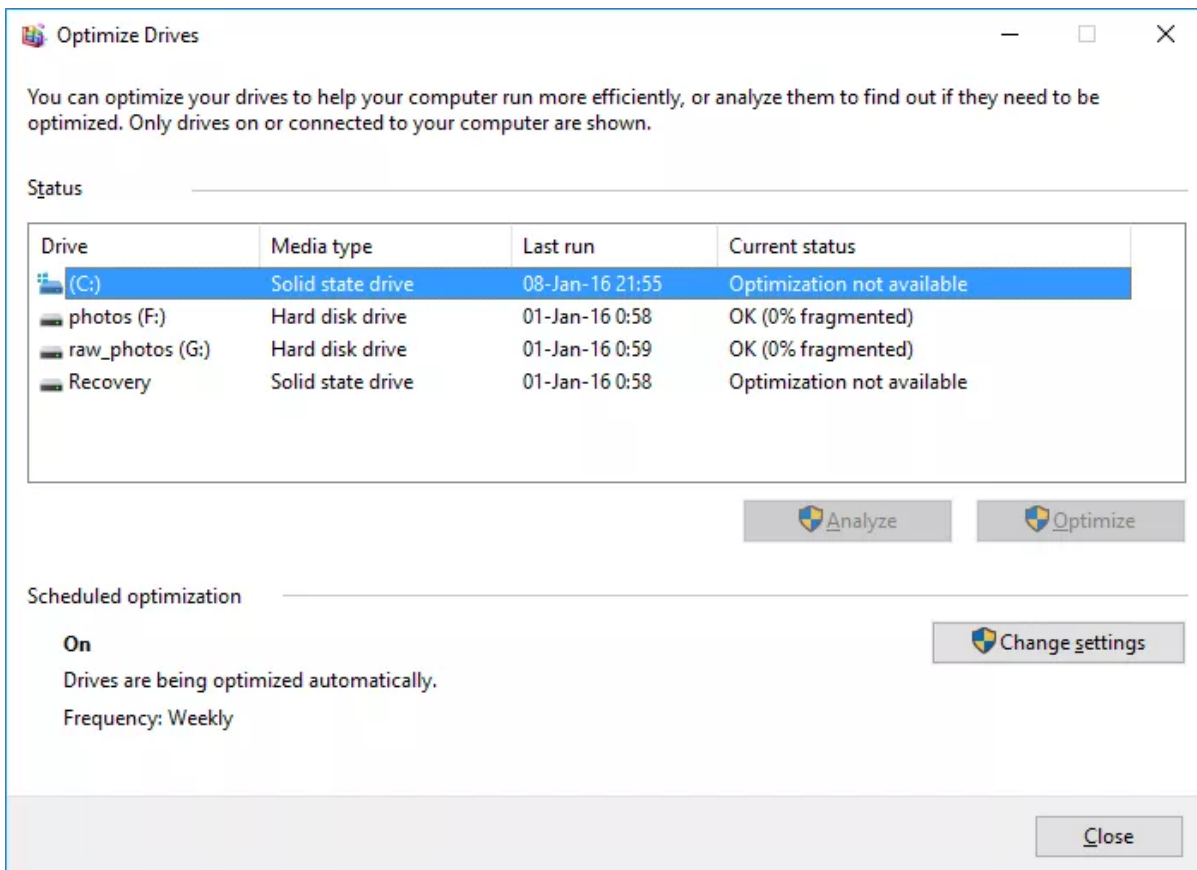 Optimize Drives
You can optimize your drives to help your computer run more efficiently, or analyze them to find out if they need to be
optimized. Only drives on or connected to your computer are shown.
Status
Drive Media type Last run Current status
(C:) Solid state drive 08-Jan-16 21:55 Optimization not available
photos (F:) Hard disk drive 01-Jan-16 0:58 OK (0% fragmented)
raw_photos (G:) Hard disk drive 01-Jan-16 0:59 OK (0% fragmented)
Recovery Solid state drive 01-Jan-16 0:58 Optimization not available
Analyze Optimize
Scheduled optimization
On
Change settings
Drives are being optimized automatically.
Frequency: Weekly
Close